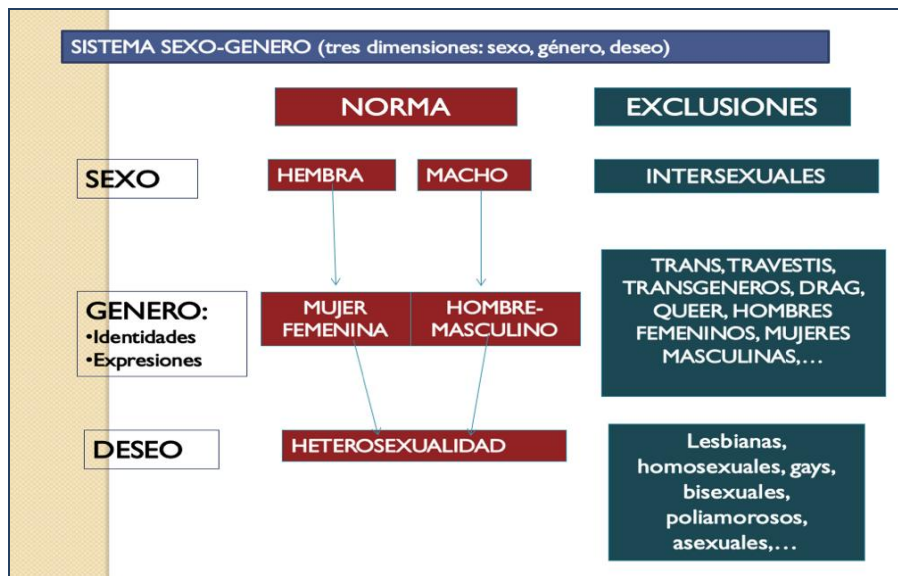 SISTEMA SEXO-GENERO (tres dimensiones: sexo, género, deseo)
NORMA
EXCLUSIONES
SEXO
HEMBRA
MACHO
INTERSEXUALES
GENERO:
•Identidades
•Expresiones
MUJER
FEMENINA
HOMBRE-
MASCULINO
TRANS, TRAVESTIS,
TRANSGENEROS, DRAG,
QUEER, HOMBRES
FEMENINOS, MUJERES
MASCULINAS,...
DESEO
HETEROSEXUALIDAD
Lesbianas,
homosexuales, gays,
bisexuales,
poliamorosos,
asexuales,...